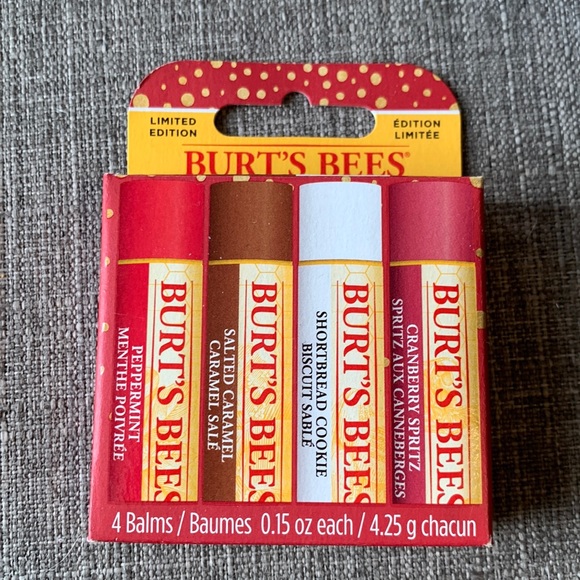 LIMITED
EDITION
ÉDITION
LIMITÉE
BURT'S BEES®
PEPPERMINT
MENTHE POIVRÉE
BURT'S BEES
SALTED CARAMEL
CARAMEL SALÉ
BURT'S BEES
SHORTBREAD COOKIE
BISCUIT SABLÉ
BURT'S BEES
CRANBERRY SPRITZ
SPRITZ AUX CANNEBERGES
BURT'S BEES
4 Balms / Baumes 0.15 oz each / 4.25 g chacun